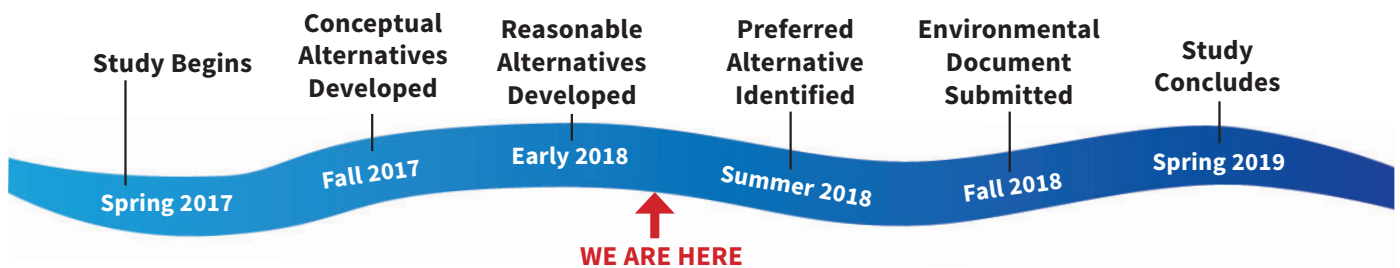 Study Begins
Spring 2017
Conceptual
Alternatives
Developed
Fall 2017
Reasonable
Alternatives
Developed
Early 2018
WE ARE HERE
Preferred
Alternative
Identified
Summer 2018
Environmental
Document
Submitted
Fall 2018
Study
Concludes
Spring 2019